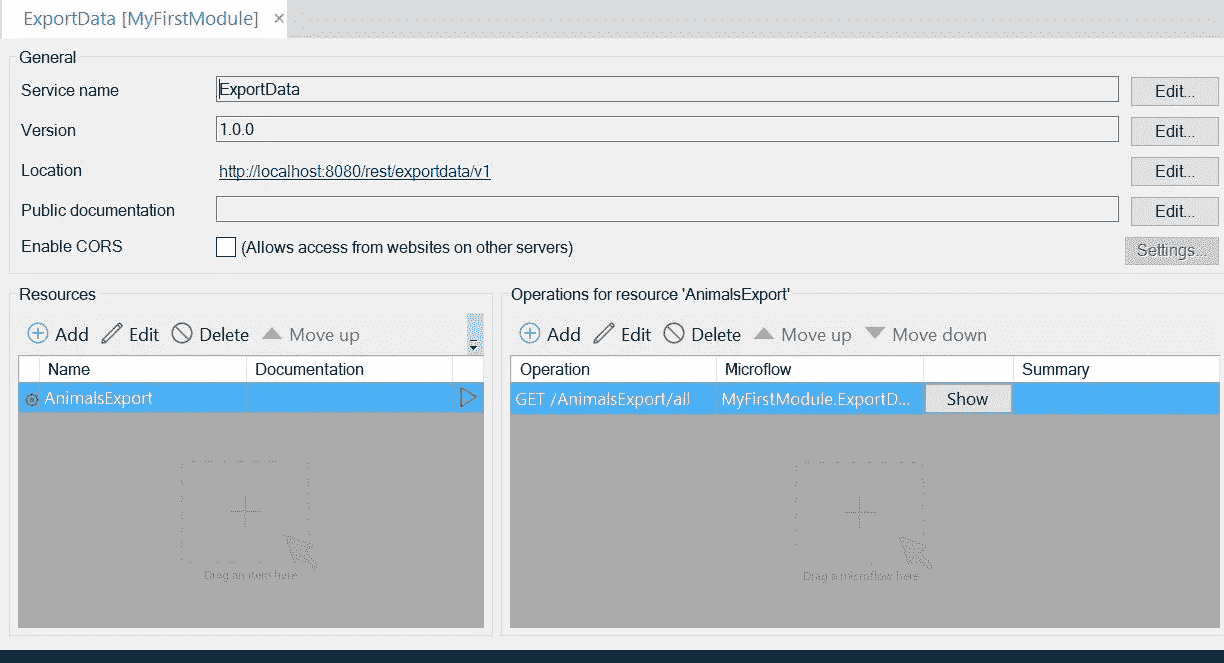 ExportData [MyFirstModule] ×
General
Service name ExportData Edit...
Version 1.0.0 Edit...
Location http://localhost:8080/rest/exportdata/v1 Edit...
Public documentation Edit...
Enable CORS (Allows access from websites on other servers) Settings...
Resources
Add Edit Delete Move up
Name Documentation
AnimalsExport
Drag an item here
Operations for resource 'AnimalsExport'
Add Edit Delete Move up Move down
Operation Microflow Summary
GET /AnimalsExport/all MyFirstModule.ExportD... Show
Drag a microflow here